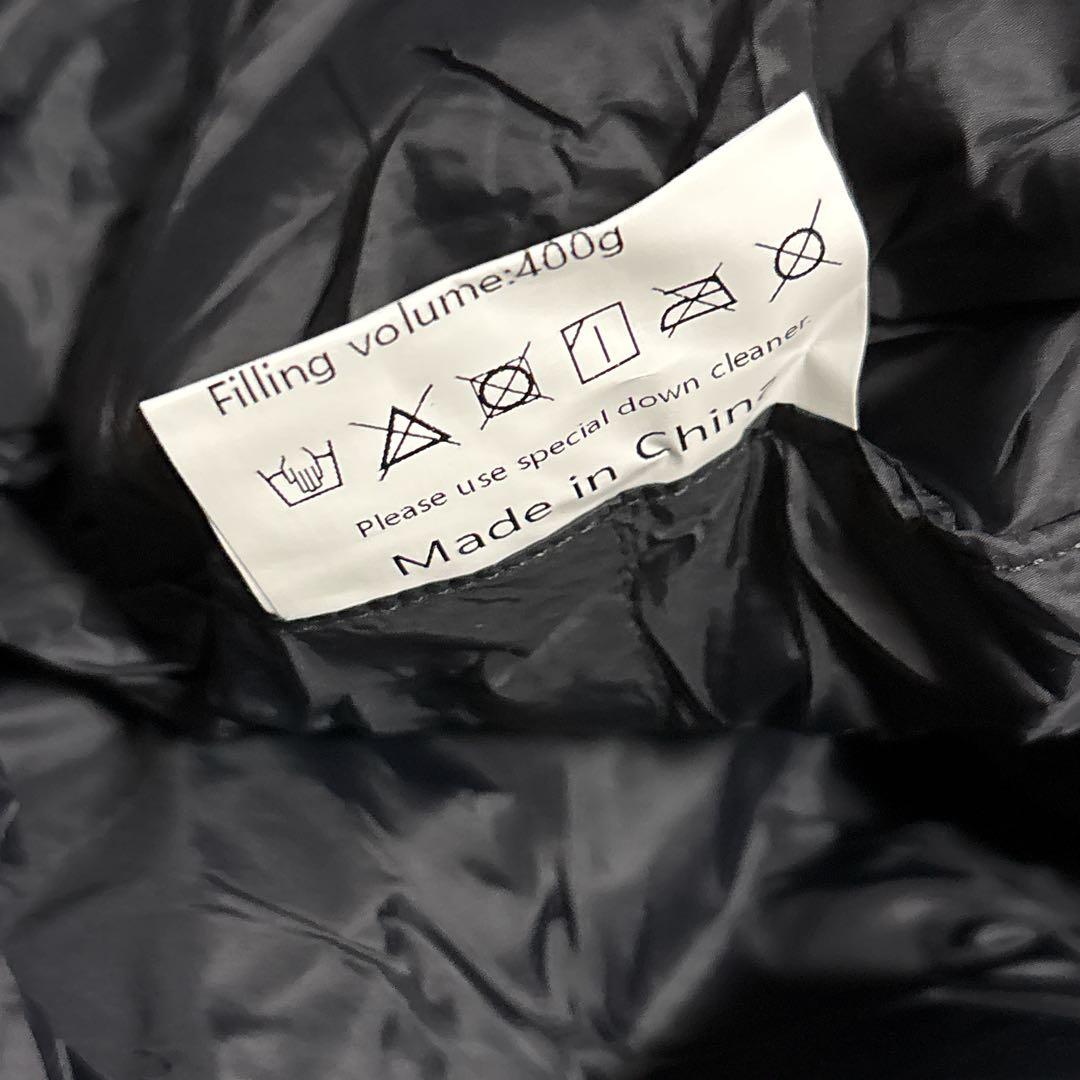 Filling volume:400g
Please use special down cleaner.
Made in China